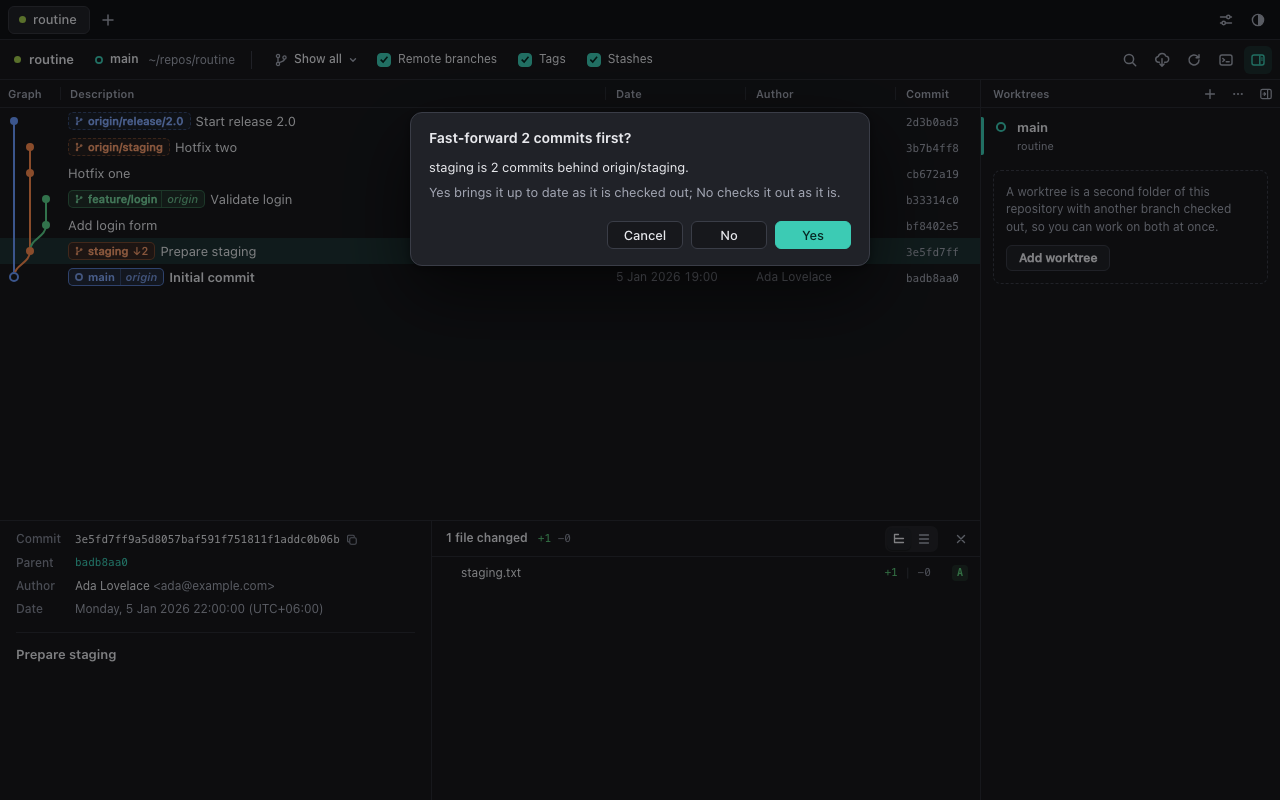 routine
routine
main
~/repos/routine
Show all
Remote branches
Tags
Stashes
Graph
Description
Date
Author
Commit
Worktrees
origin/release/2.0 Start release 2.0
2d3b0ad3
origin/staging Hotfix two
3b7b4ff8
Hotfix one
cb672a19
feature/login origin Validate login
b33314c0
Add login form
bf8402e5
staging ↓2 Prepare staging
3e5fd7ff
main origin Initial commit
5 Jan 2026 19:00
Ada Lovelace
badb8aa0
Fast-forward 2 commits first?
staging is 2 commits behind origin/staging.
Yes brings it up to date as it is checked out; No checks it out as it is.
Cancel
No
Yes
main
routine
A worktree is a second folder of this
repository with another branch checked
out, so you can work on both at once.
Add worktree
Commit 3e5fd7ff9a5d8057baf591f751811f1addc0b06b
Parent badb8aa0
Author Ada Lovelace <ada@example.com>
Date Monday, 5 Jan 2026 22:00:00 (UTC+06:00)
Prepare staging
1 file changed +1 −0
staging.txt
+1 | −0 A